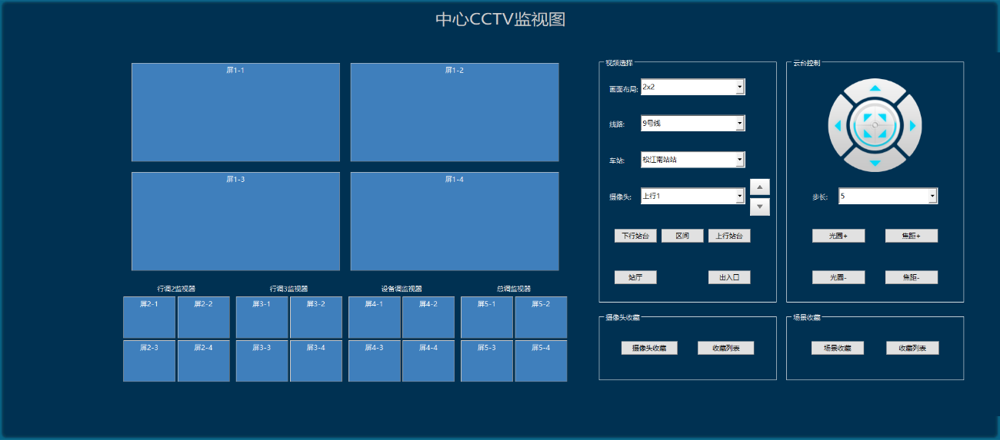 中心CCTV监视图
屏1-1
屏1-2
屏1-3
屏1-4
行调2监视器
行调3监视器
设备调监视器
总调监视器
屏2-1
屏2-2
屏3-1
屏3-2
屏4-1
屏4-2
屏5-1
屏5-2
屏2-3
屏2-4
屏3-3
屏3-4
屏4-3
屏4-4
屏5-3
屏5-4
视频选择
画面布局: 2x2
线路: 9号线
车站: 松江南站站
摄像头: 上行1
下行站台
区间
上行站台
站厅
出入口
云台控制
步长: 5
光圆+
焦距+
光圆-
焦距-
摄像头收藏
摄像头收藏
收藏列表
场景收藏
场景收藏
收藏列表